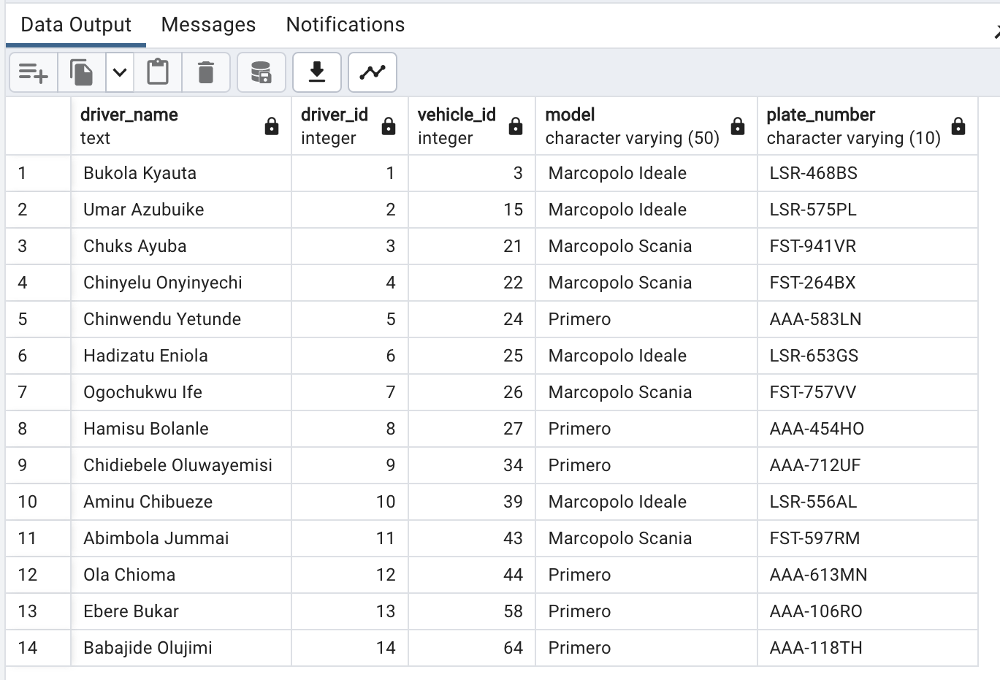 Data Output Messages Notifications
driver_name driver_id vehicle_id model plate_number
text integer integer character varying (50) character varying (10)
1 Bukola Kyauta 1 3 Marcopolo Ideale LSR-468BS
2 Umar Azubuike 2 15 Marcopolo Ideale LSR-575PL
3 Chuks Ayuba 3 21 Marcopolo Scania FST-941VR
4 Chinyelu Onyinyechi 4 22 Marcopolo Scania FST-264BX
5 Chinwendu Yetunde 5 24 Primero AAA-583LN
6 Hadizatu Eniola 6 25 Marcopolo Ideale LSR-653GS
7 Ogochukwu Ife 7 26 Marcopolo Scania FST-757VV
8 Hamisu Bolanle 8 27 Primero AAA-454HO
9 Chidiebele Oluwayemisi 9 34 Primero AAA-712UF
10 Aminu Chibueze 10 39 Marcopolo Ideale LSR-556AL
11 Abimbola Jummai 11 43 Marcopolo Scania FST-597RM
12 Ola Chioma 12 44 Primero AAA-613MN
13 Ebere Bukar 13 58 Primero AAA-106RO
14 Babajide Olujimi 14 64 Primero AAA-118TH